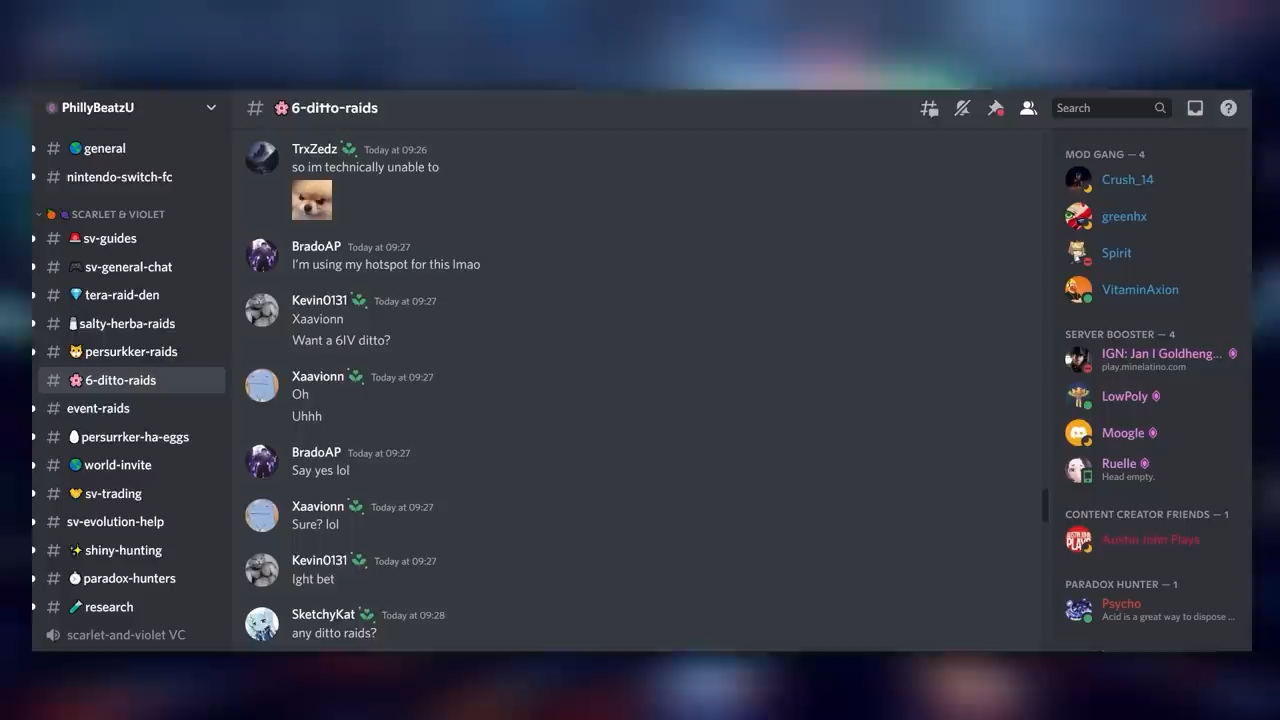 PhillyBeatzU
general
nintendo-switch-fc
SCARLET & VIOLET
sv-guides
sv-general-chat
tera-raid-den
salty-herba-raids
persurkker-raids
6-ditto-raids
event-raids
persurrker-ha-eggs
world-invite
sv-trading
sv-evolution-help
shiny-hunting
paradox-hunters
research
scarlet-and-violet VC
6-ditto-raids
Search
TrxZedz Today at 09:26
so im technically unable to
BradoAP Today at 09:27
I'm using my hotspot for this lmao
Kevin0131 Today at 09:27
Xaavionn
Want a 6IV ditto?
Xaavionn Today at 09:27
Oh
Uhhh
BradoAP Today at 09:27
Say yes lol
Xaavionn Today at 09:27
Sure? lol
Kevin0131 Today at 09:27
Ight bet
SketchyKat Today at 09:28
any ditto raids?
MOD GANG — 4
Crush_14
greenhx
Spirit
VitaminAxion
SERVER BOOSTER — 4
IGN: Jan I Goldheng...
play.minelatino.com
LowPoly
Moogle
Ruelle
Head empty.
CONTENT CREATOR FRIENDS — 1
Austin John Plays
PARADOX HUNTER — 1
Psycho
Acid is a great way to dispose ...